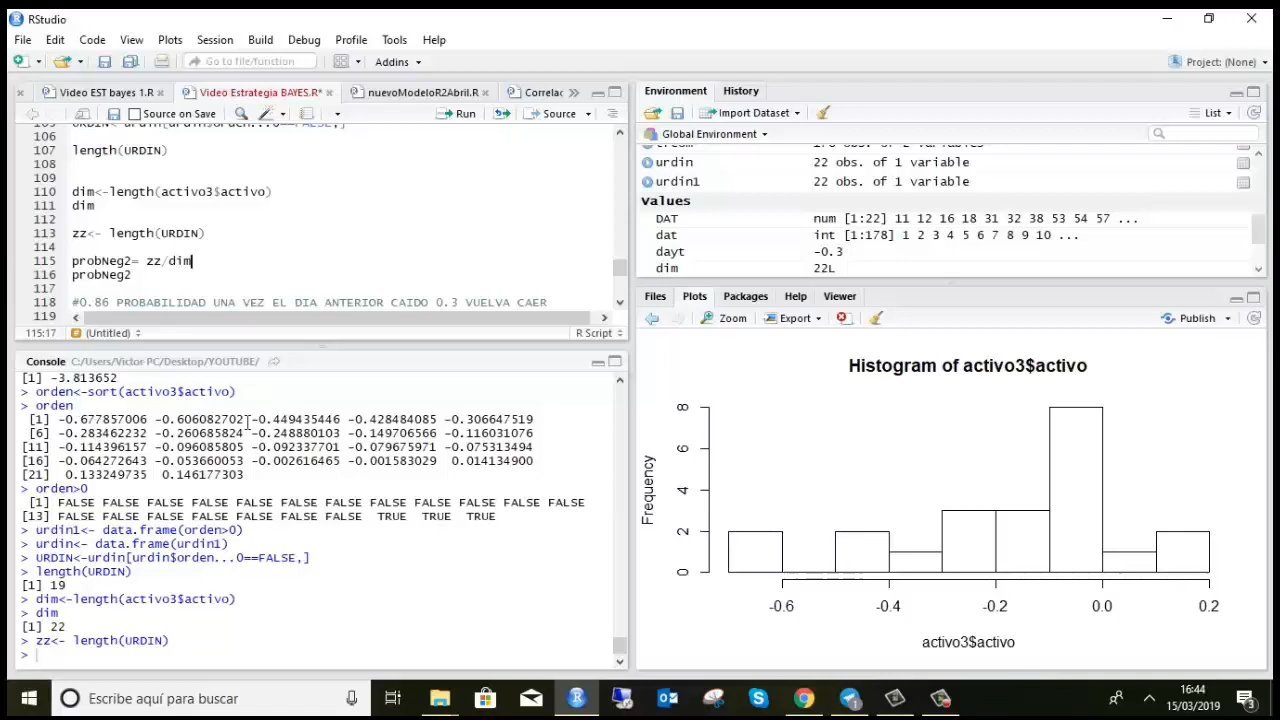 RStudio
File Edit Code View Plots Session Build Debug Profile Tools Help
Go to file/function Addins Project: (None)
Video EST bayes 1.R Video Estrategia BAYES.R* nuevoModeloR2Abril.R Correlac
Source on Save Run Source
106
107 length(URDIN)
108
109
110 dim<-length(activo3$activo)
111 dim
112
113 zz<- length(URDIN)
114
115 probNeg2= zz/dim
116 probNeg2
117
118 #0.86 PROBABILIDAD UNA VEZ EL DIA ANTERIOR CAIDO 0.3 VUELVA CAER
119
115:17 (Untitled) R Script
Console C:/Users/Victor PC/Desktop/YOUTUBE/
[1] -3.813652
> orden<-sort(activo3$activo)
> orden
[1] -0.677857006 -0.606082702 -0.449435446 -0.428484085 -0.306647519
[6] -0.283462232 -0.260685824 -0.248880103 -0.149706566 -0.116031076
[11] -0.114396157 -0.096085805 -0.092337701 -0.079675971 -0.075313494
[16] -0.064272643 -0.053660053 -0.002616465 -0.001583029 0.014134900
[21] 0.133249735 0.146177303
> orden>0
[1] FALSE FALSE FALSE FALSE FALSE FALSE FALSE FALSE FALSE FALSE FALSE FALSE
[13] FALSE FALSE FALSE FALSE FALSE FALSE FALSE TRUE TRUE TRUE
> urdin1<- data.frame(orden>0)
> urdin<- data.frame(urdin1)
> URDIN<-urdin[urdin$orden...0==FALSE,]
> length(URDIN)
[1] 19
> dim<-length(activo3$activo)
> dim
[1] 22
> zz<- length(URDIN)
>
Environment History
Import Dataset List
Global Environment
urdin 22 obs. of 1 variable
urdin1 22 obs. of 1 variable
values
DAT num [1:22] 11 12 16 18 31 32 38 53 54 57 ...
dat int [1:178] 1 2 3 4 5 6 7 8 9 10 ...
dayt -0.3
dim 22L
Files Plots Packages Help Viewer
Zoom Export Publish
Histogram of activo3$activo
Frequency
8
6
4
2
0
-0.6 -0.4 -0.2 0.0 0.2
activo3$activo
Escribe aquí para buscar
16:44
15/03/2019
3